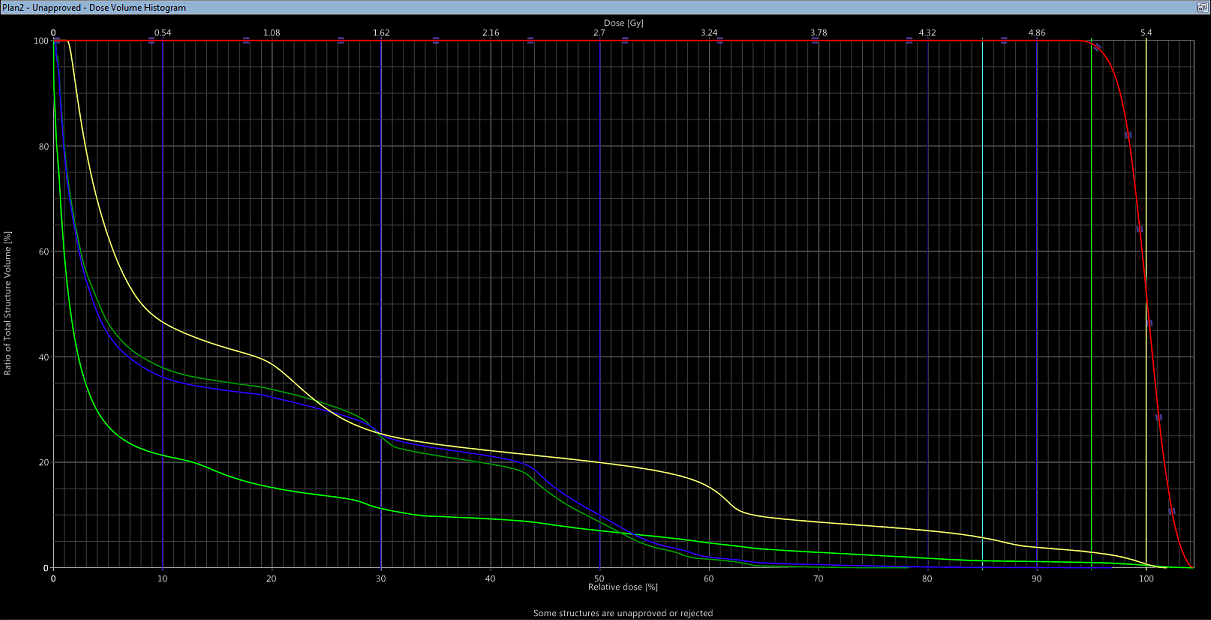 Plan2 - Unapproved - Dose Volume Histogram
Dose [Gy]
0 0.54 1.08 1.62 2.16 2.7 3.24 3.78 4.32 4.86 5.4
100
80
60
40
20
0
Ratio of Total Structure Volume [%]
0 10 20 30 40 50 60 70 80 90 100
Relative dose [%]
Some structures are unapproved or rejected